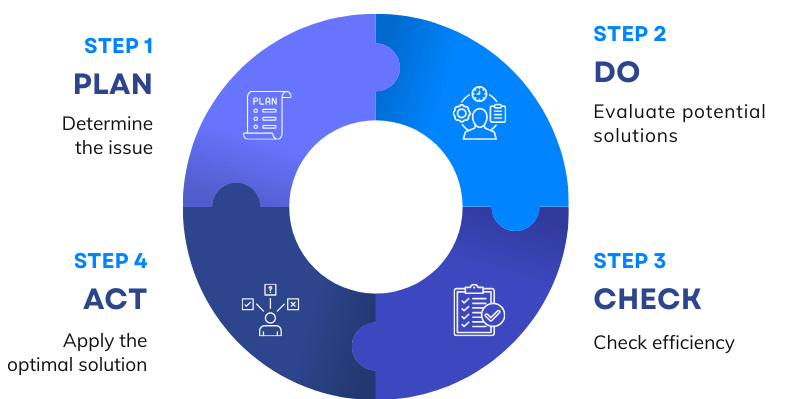 STEP 1
PLAN
Determine
the issue
PLAN
STEP 2
DO
Evaluate potential
solutions
STEP 3
CHECK
Check efficiency
STEP 4
ACT
Apply the
optimal solution
?